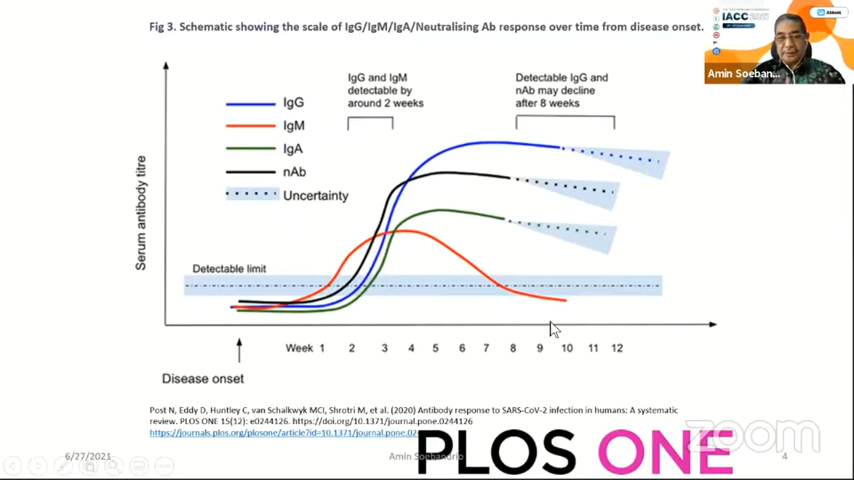 Fig 3. Schematic showing the scale of IgG/IgM/IgA/Neutralising Ab response over time from disease onset.
IACC 2021
Abbott
Amin Soeban...
IgG and IgM
detectable by
around 2 weeks
Detectable IgG and
nAb may decline
after 8 weeks
IgG
IgM
IgA
nAb
Uncertainty
Serum antibody titre
Detectable limit
Week 1 2 3 4 5 6 7 8 9 10 11 12
Disease onset
Post N, Eddy D, Huntley C, van Schalkwyk MCI, Shrotri M, et al. (2020) Antibody response to SARS-CoV-2 infection in humans: A systematic
review. PLOS ONE 15(12): e0244126. https://doi.org/10.1371/journal.pone.0244126
https://journals.plos.org/plosone/article?id=10.1371/journal.pone.02
PLOS ONE
zoom
6/27/2021
Amin Soebandrio
4